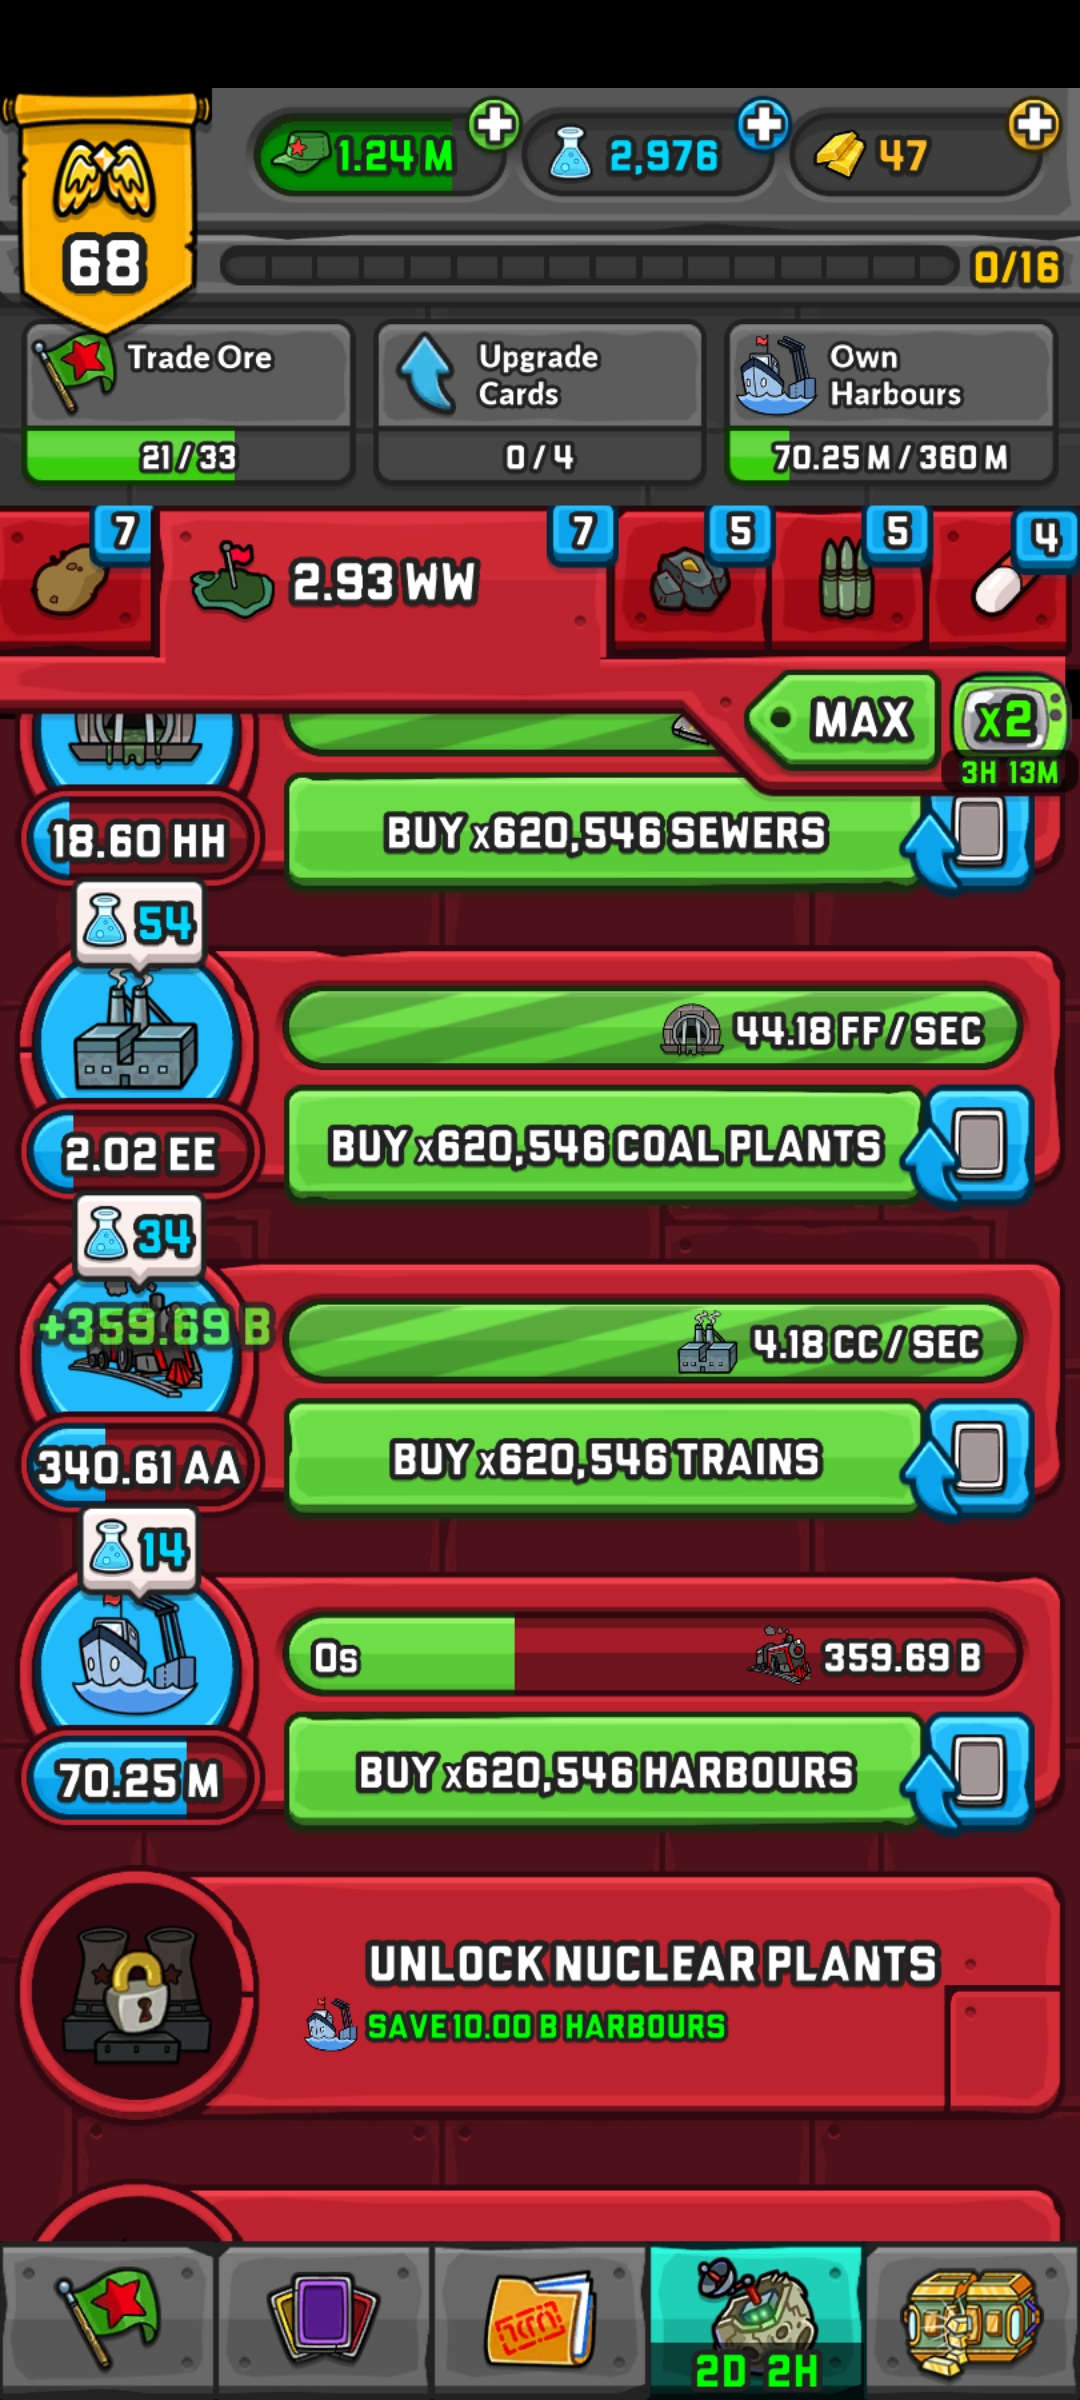 1.24 M
2,976
47
68
0/16
Trade Ore
21 / 33
Upgrade
Cards
0 / 4
Own
Harbours
70.25 M / 360 M
7
2.93 WW
7
5
5
4
MAX
x2
3H 13M
18.60 HH
BUY x620,546 SEWERS
54
44.18 FF / SEC
2.02 EE
BUY x620,546 COAL PLANTS
34
+359.69 B
4.18 CC / SEC
340.61 AA
BUY x620,546 TRAINS
14
0s
359.69 B
70.25 M
BUY x620,546 HARBOURS
UNLOCK NUCLEAR PLANTS
SAVE 10.00 B HARBOURS
2D 2H